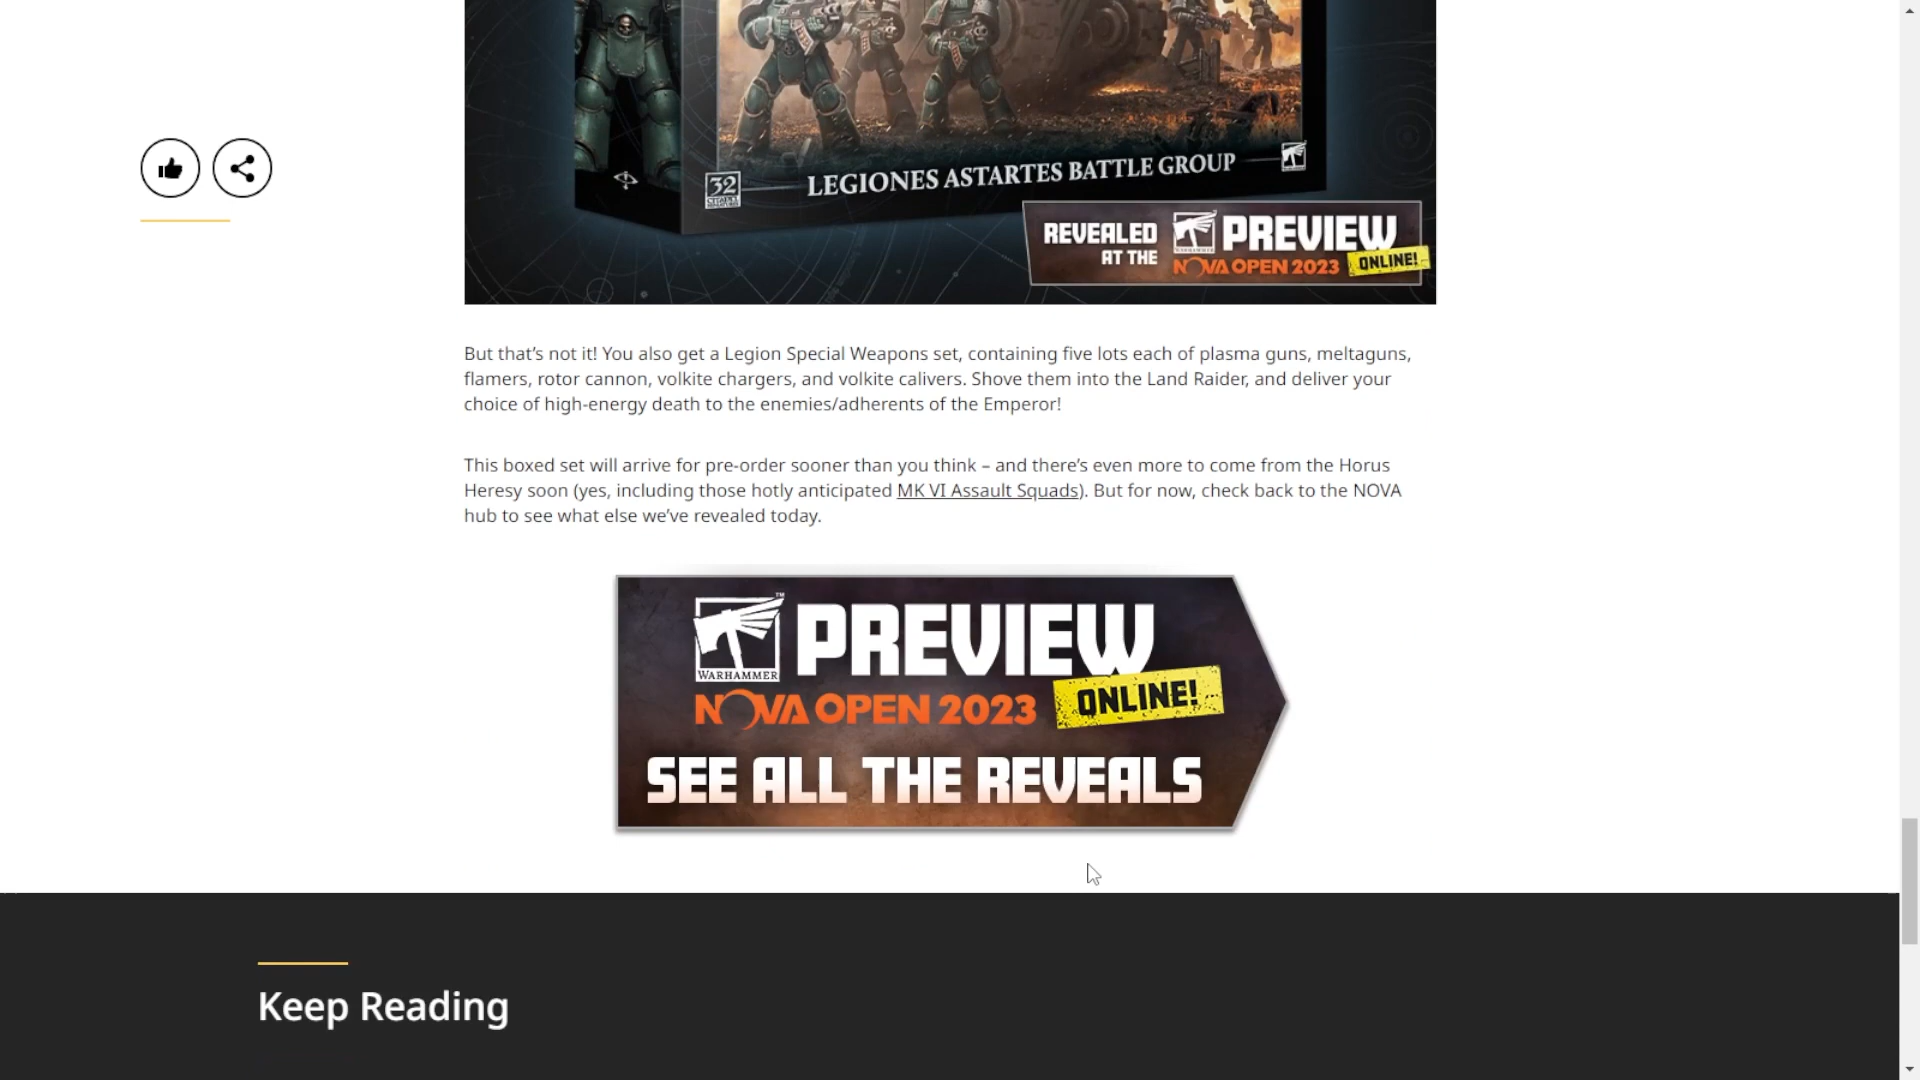 32
LEGIONES ASTARTES BATTLE GROUP
REVEALED
AT THE
PREVIEW
NOVA OPEN 2023
ONLINE!
But that’s not it! You also get a Legion Special Weapons set, containing five lots each of plasma guns, meltaguns,
flamers, rotor cannon, volkite chargers, and volkite calivers. Shove them into the Land Raider, and deliver your
choice of high-energy death to the enemies/adherents of the Emperor!
This boxed set will arrive for pre-order sooner than you think – and there’s even more to come from the Horus
Heresy soon (yes, including those hotly anticipated MK VI Assault Squads). But for now, check back to the NOVA
hub to see what else we’ve revealed today.
WARHAMMER
™
PREVIEW
NOVA OPEN 2023
ONLINE!
SEE ALL THE REVEALS
Keep Reading